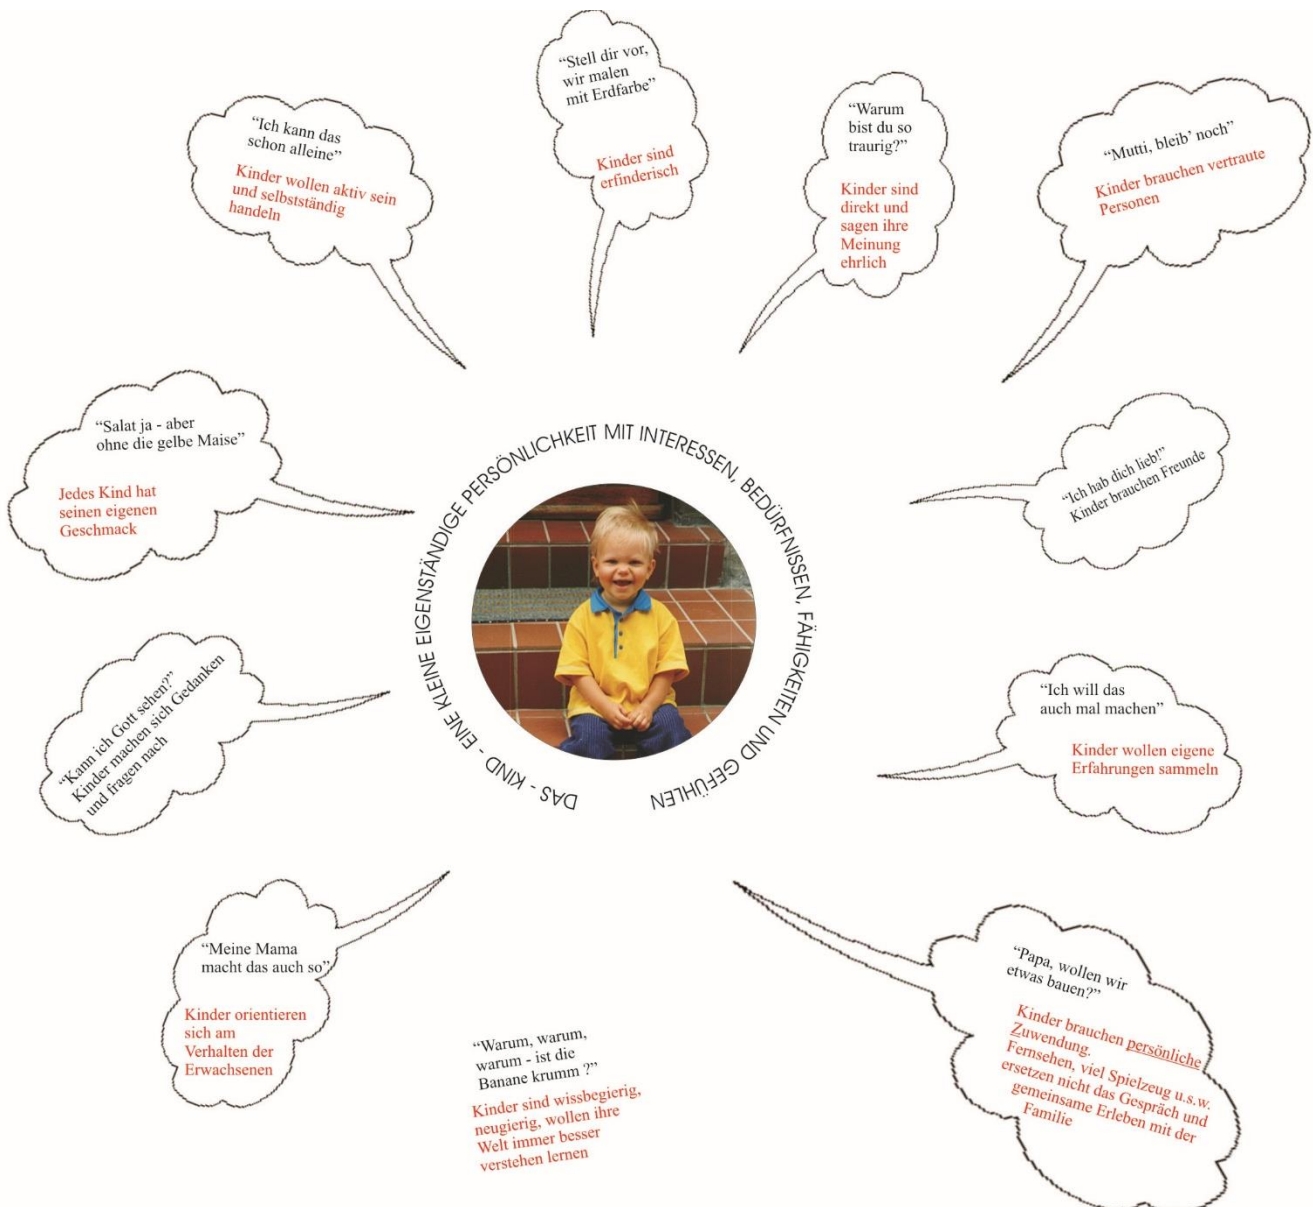 “Stell dir vor,
wir malen
mit Erdfarbe”
Kinder sind
erfinderisch
“Ich kann das
schon alleine”
Kinder wollen aktiv sein
und selbstständig
handeln
“Warum
bist du so
traurig?”
Kinder sind
direkt und
sagen ihre
Meinung
ehrlich
“Mutti, bleib’ noch”
Kinder brauchen vertraute
Personen
“Salat ja - aber
ohne die gelbe Maise”
Jedes Kind hat
seinen eigenen
Geschmack
DAS - KIND - EINE KLEINE EIGENSTÄNDIGE PERSÖNLICHKEIT MIT INTERESSEN, BEDÜRFNISSEN, FÄHIGKEITEN UND GEFÜHLEN
“Ich hab dich lieb!”
Kinder brauchen Freunde
“Kann ich Gott sehen?”
Kinder machen sich Gedanken
und fragen nach
“Ich will das
auch mal machen”
Kinder wollen eigene
Erfahrungen sammeln
“Meine Mama
macht das auch so”
Kinder orientieren
sich am
Verhalten der
Erwachsenen
“Warum, warum,
warum - ist die
Banane krumm ?”
Kinder sind wissbegierig,
neugierig, wollen ihre
Welt immer besser
verstehen lernen
“Papa, wollen wir
etwas bauen?”
Kinder brauchen persönliche
Zuwendung.
Fernsehen, viel Spielzeug u.s.w.
ersetzen nicht das Gespräch und
gemeinsame Erleben mit der
Familie